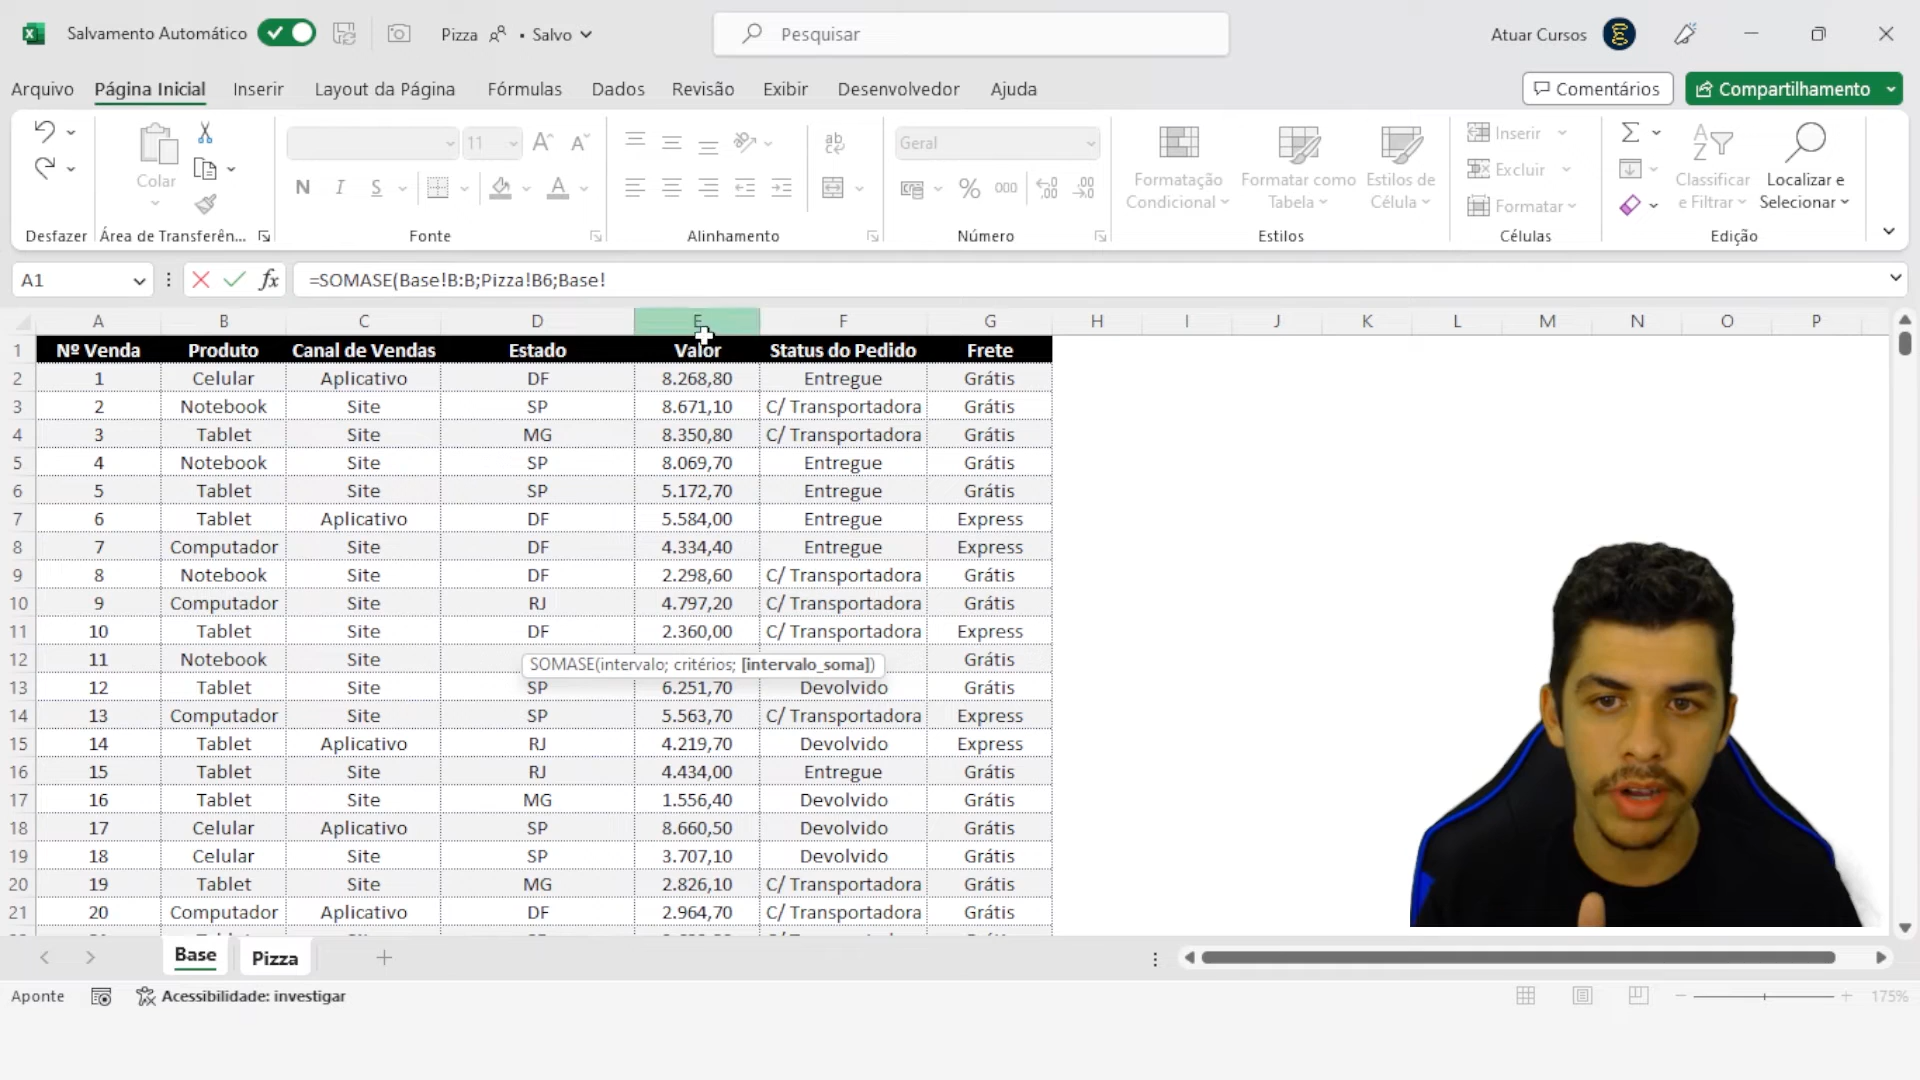 Salvamento Automático
Pizza • Salvo
Pesquisar
Atuar Cursos
Arquivo Página Inicial Inserir Layout da Página Fórmulas Dados Revisão Exibir Desenvolvedor Ajuda
Comentários Compartilhamento
Colar
N I S
11
A A
ab
Geral
% 000
Formatação Condicional
Formatar como Tabela
Estilos de Célula
Inserir
Excluir
Formatar
Classificar e Filtrar
Localizar e Selecionar
Desfazer Área de Transferên... Fonte Alinhamento Número Estilos Células Edição
A1 fx =SOMASE(Base!B:B;Pizza!B6;Base!
A B C D E F G H I J K L M N O P
1 Nº Venda Produto Canal de Vendas Estado Valor Status do Pedido Frete
2 1 Celular Aplicativo DF 8.268,80 Entregue Grátis
3 2 Notebook Site SP 8.671,10 C/ Transportadora Grátis
4 3 Tablet Site MG 8.350,80 C/ Transportadora Grátis
5 4 Notebook Site SP 8.069,70 Entregue Grátis
6 5 Tablet Site SP 5.172,70 Entregue Grátis
7 6 Tablet Aplicativo DF 5.584,00 Entregue Express
8 7 Computador Site DF 4.334,40 Entregue Express
9 8 Notebook Site DF 2.298,60 C/ Transportadora Grátis
10 9 Computador Site RJ 4.797,20 C/ Transportadora Grátis
11 10 Tablet Site DF 2.360,00 C/ Transportadora Express
12 11 Notebook Site Grátis
SOMASE(intervalo; critérios; [intervalo_soma])
13 12 Tablet Site SP 6.251,70 Devolvido Grátis
14 13 Computador Site SP 5.563,70 C/ Transportadora Express
15 14 Tablet Aplicativo RJ 4.219,70 Devolvido Express
16 15 Tablet Site RJ 4.434,00 Entregue Grátis
17 16 Tablet Site MG 1.556,40 Devolvido Grátis
18 17 Celular Aplicativo SP 8.660,50 Devolvido Grátis
19 18 Celular Site SP 3.707,10 Devolvido Grátis
20 19 Tablet Site MG 2.826,10 C/ Transportadora Grátis
21 20 Computador Aplicativo DF 2.964,70 C/ Transportadora Grátis
Base Pizza
Aponte Acessibilidade: investigar 175%